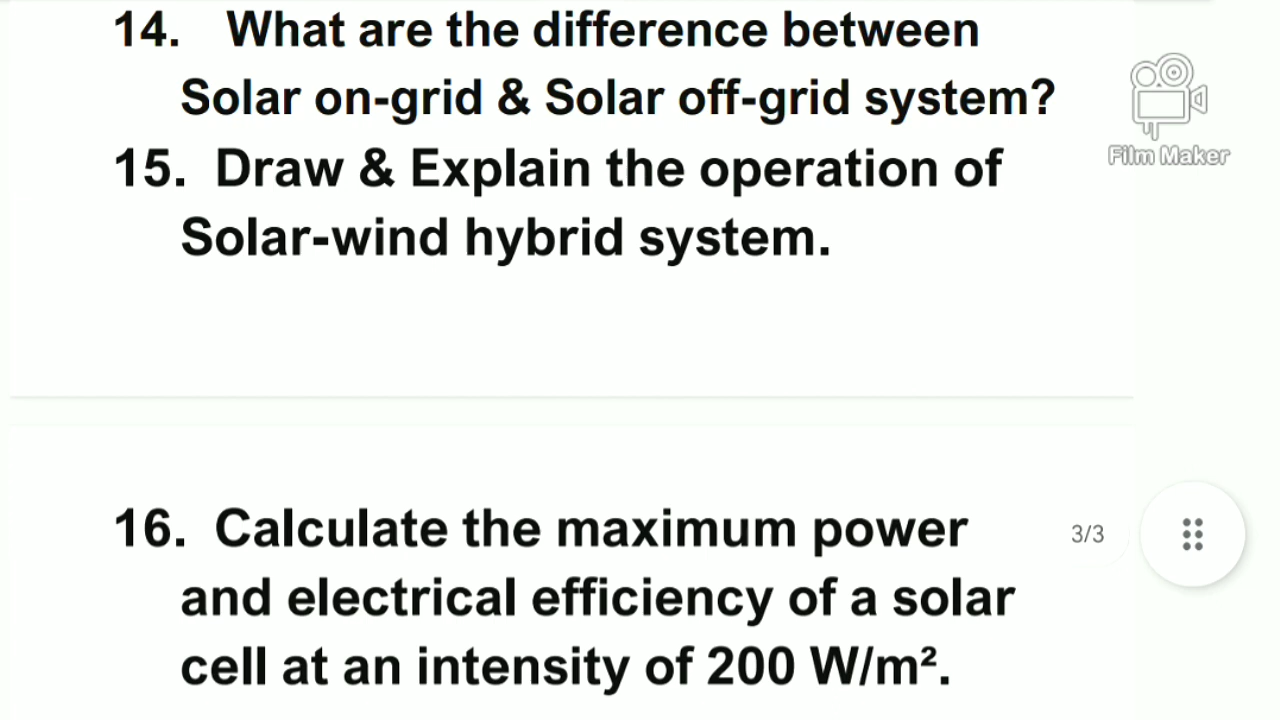 14. What are the difference between
Solar on-grid & Solar off-grid system?
15. Draw & Explain the operation of
Solar-wind hybrid system.
Film Maker
16. Calculate the maximum power
and electrical efficiency of a solar
cell at an intensity of 200 W/m².
3/3